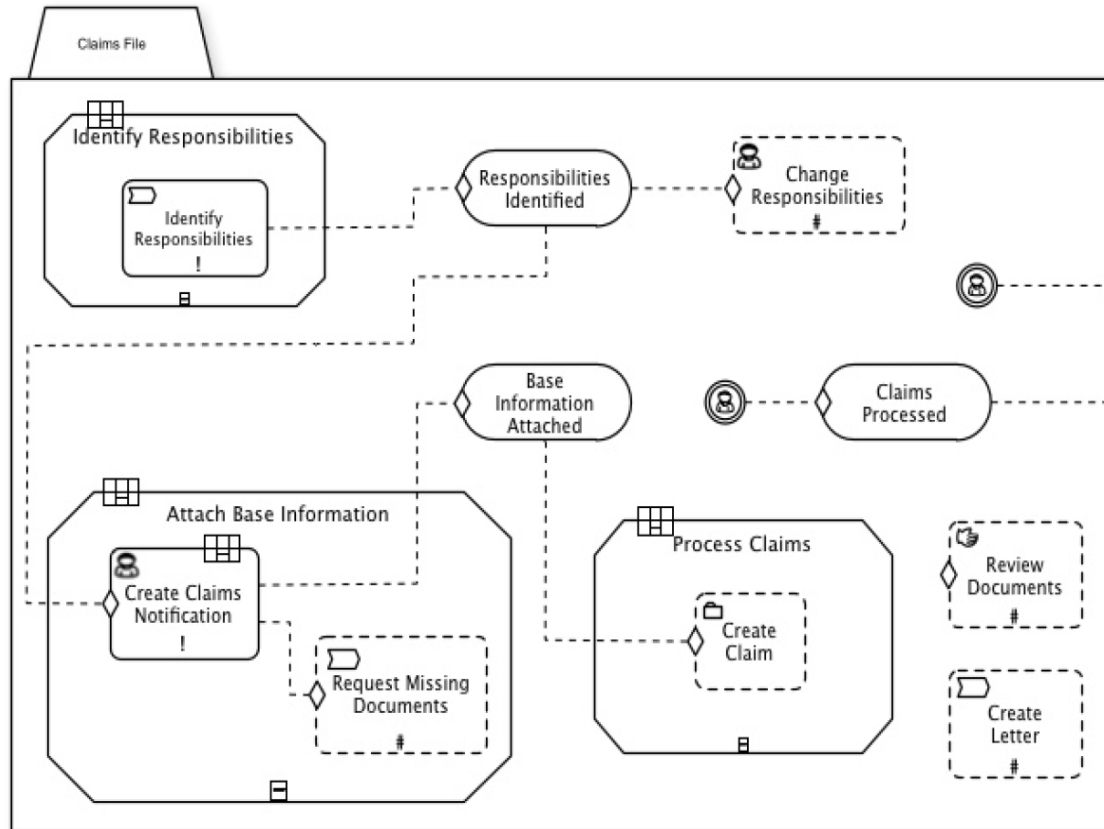 Claims File
Identify Responsibilities
Identify
Responsibilities
!
Responsibilities
Identified
Change
Responsibilities
#
Base
Information
Attached
Claims
Processed
Attach Base Information
Create Claims
Notification
!
Request Missing
Documents
#
Process Claims
Create
Claim
Review
Documents
#
Create
Letter
#